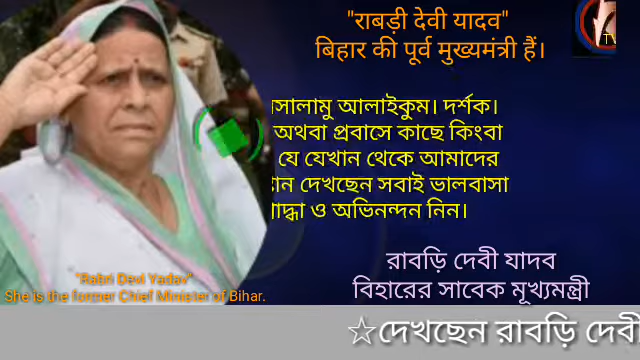 "राबड़ी देवी यादव"
बिहार की पूर्व मुख्यमंत्री हैं।
TV
আলাইকুম। দর্শক।
অথবা প্রবাসে কাছে কিংবা
যে যেখান থেকে আমাদের
দেখছেন সবাই ভালবাসা
ও অভিনন্দন নিন।
রাবড়ি দেবী যাদব
বিহারের সাবেক মূখ্যমন্ত্রী
"Rabri Devi Yadav"
She is the former Chief Minister of Bihar.
☆দেখছেন রাবড়ি দেবী